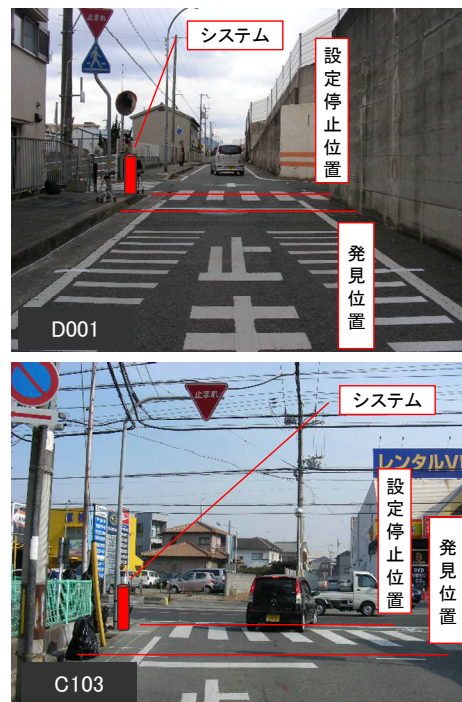 止まれ
システム
設定停止位置
発見位置
止
D001
止まれ
システム
レンタルV
設定停止位置
発見位置
C103